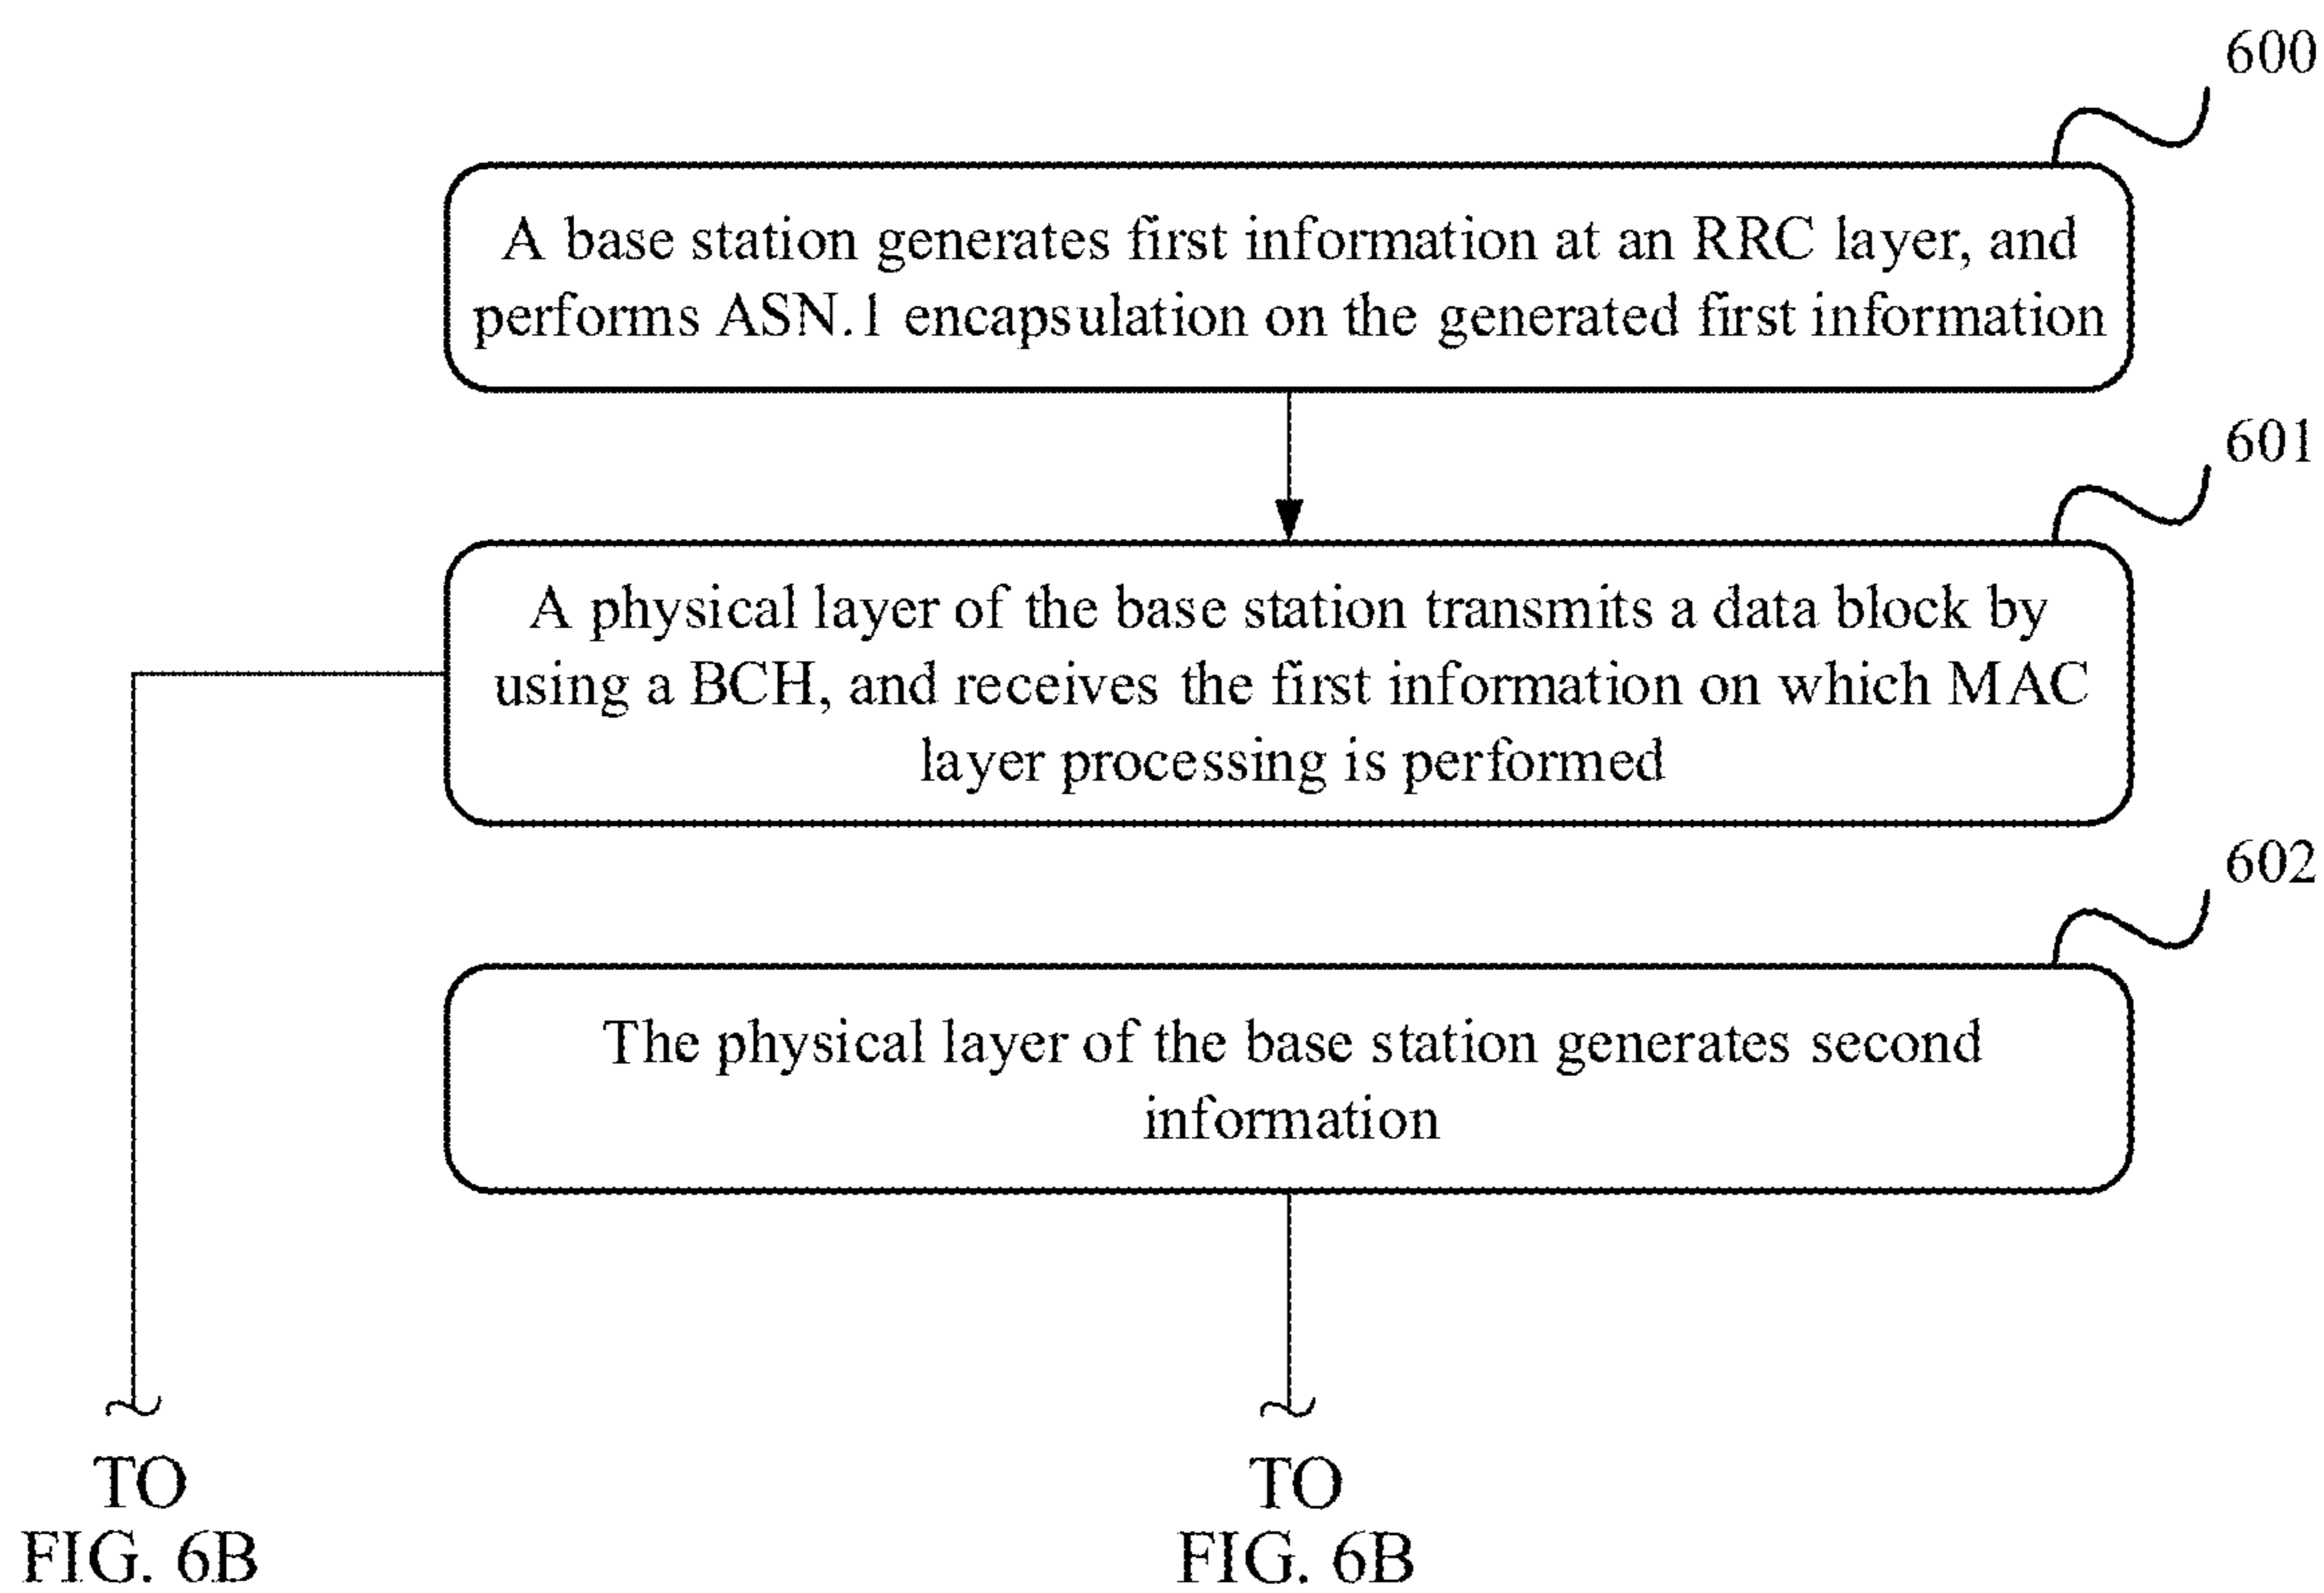 600
A base station generates first information at an RRC layer, and
performs ASN.1 encapsulation on the generated first information
601
A physical layer of the base station transmits a data block by
using a BCH, and receives the first information on which MAC
layer processing is performed
602
The physical layer of the base station generates second
information
TO
FIG. 6B
TO
FIG. 6B